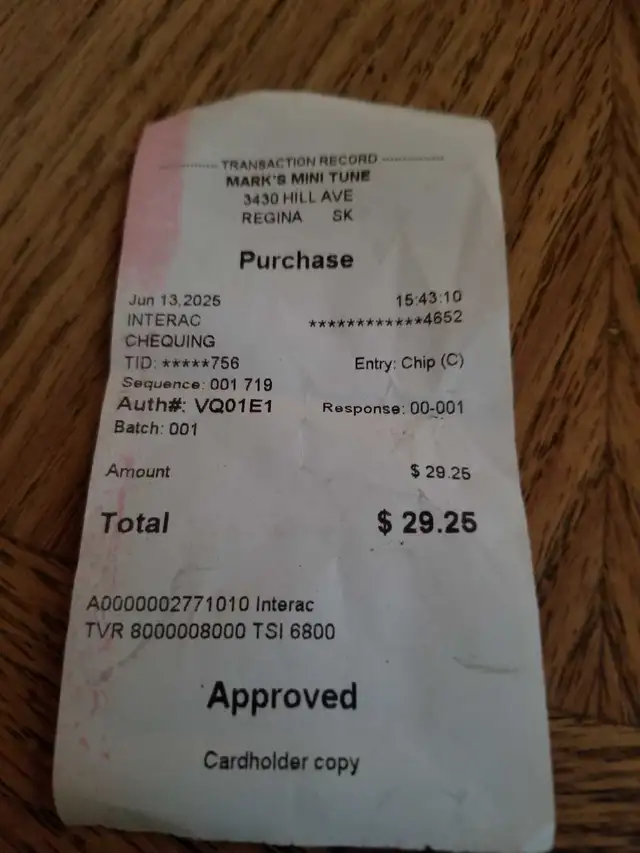 TRANSACTION RECORD
MARK'S MINI TUNE
3430 HILL AVE
REGINA SK
Purchase
Jun 13,2025 15:43:10
INTERAC ************4652
CHEQUING
TID: *****756 Entry: Chip (C)
Sequence: 001 719
Auth#: VQ01E1 Response: 00-001
Batch: 001
Amount $ 29.25
Total $ 29.25
A0000002771010 Interac
TVR 8000008000 TSI 6800
Approved
Cardholder copy